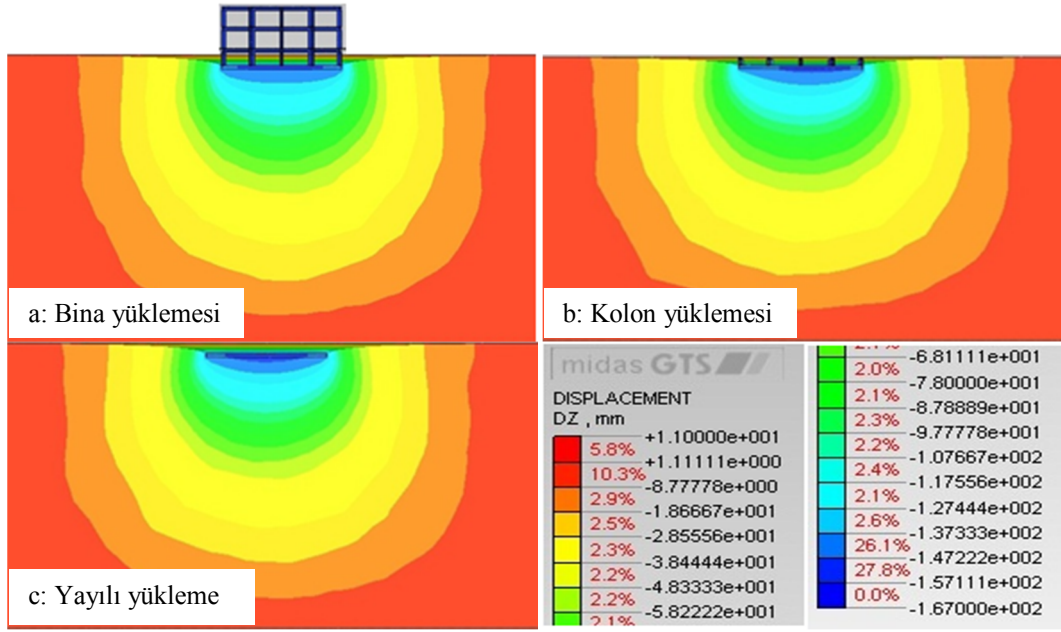 a: Bina yüklemesi
b: Kolon yüklemesi
c: Yayılı yükleme
midas GTS
DISPLACEMENT
DZ , mm
+1.10000e+001
5.8%
+1.11111e+000
10.3%
-8.77778e+000
2.9%
-1.86667e+001
2.5%
-2.85556e+001
2.3%
-3.84444e+001
2.2%
-4.83333e+001
2.2%
-5.82222e+001
2.1%
2.1%
-6.81111e+001
2.0%
-7.80000e+001
2.1%
-8.78889e+001
2.3%
-9.77778e+001
2.2%
-1.07667e+002
2.4%
-1.17556e+002
2.1%
-1.27444e+002
2.6%
-1.37333e+002
26.1%
-1.47222e+002
27.8%
-1.57111e+002
0.0%
-1.67000e+002